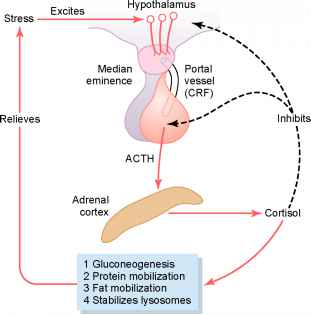 Hypothalamus
Stress
Excites
Median
eminence
Portal
vessel
(CRF)
Relieves
Inhibits
ACTH
Adrenal
cortex
Cortisol
1 Gluconeogenesis
2 Protein mobilization
3 Fat mobilization
4 Stabilizes lysosomes